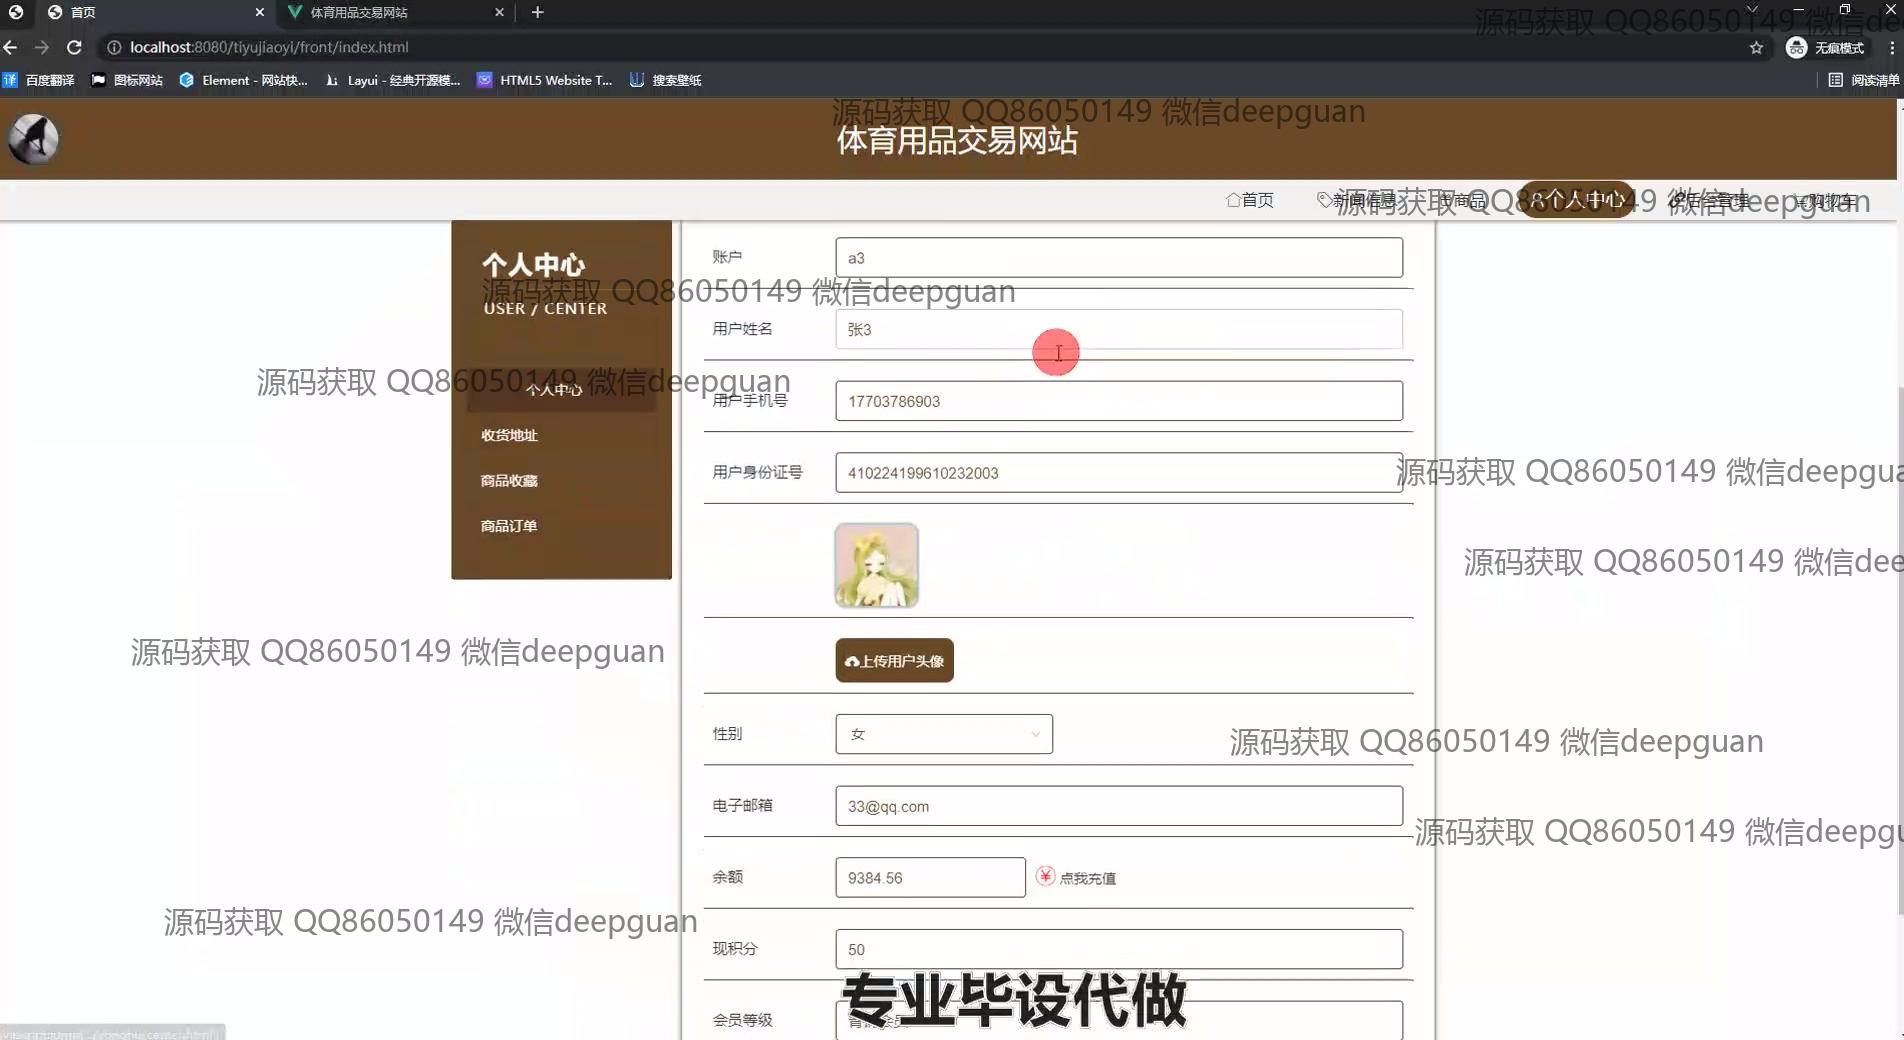 首页
体育用品交易网站
localhost:8080/tiyujiaoyi/front/index.html
无痕模式
百度翻译
图标网站
Element - 网站快...
Layui - 经典开源模...
HTML5 Website T...
搜索壁纸
阅读清单
源码获取 QQ86050149 微信de
源码获取 QQ86050149 微信deepguan
体育用品交易网站
首页
新闻信息
商品
个人中心
后台管理
购物车
源码获取 QQ86050149 微信deepguan
个人中心
源码获取 QQ86050149 微信deepguan
USER / CENTER
源码获取 QQ86050149 微信deepguan
个人中心
收货地址
商品收藏
商品订单
账户
a3
用户姓名
张3
用户手机号
17703786903
用户身份证号
410224199610232003
源码获取 QQ86050149 微信deepgua
源码获取 QQ86050149 微信dee
源码获取 QQ86050149 微信deepguan
上传用户头像
性别
女
源码获取 QQ86050149 微信deepguan
电子邮箱
33@qq.com
源码获取 QQ86050149 微信deepgu
余额
9384.56
点我充值
源码获取 QQ86050149 微信deepguan
现积分
50
专业毕设代做
会员等级